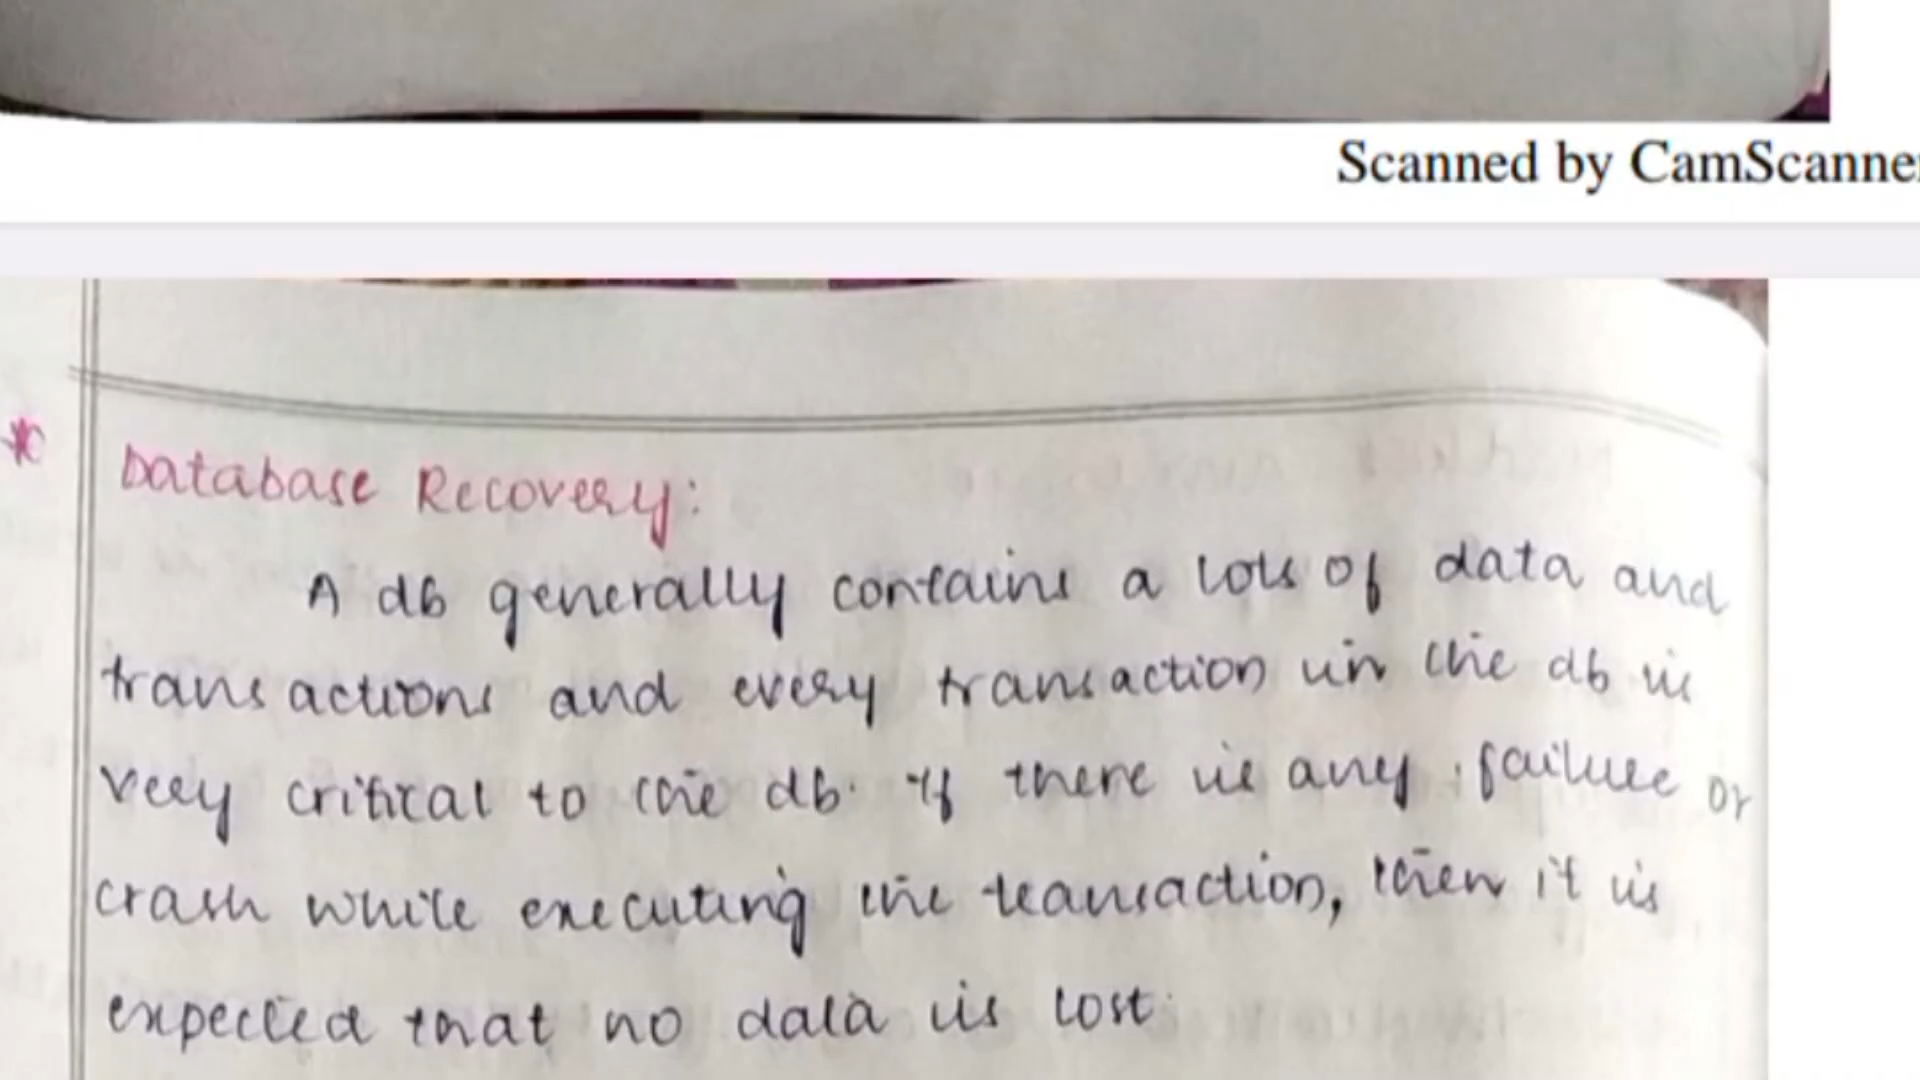 Scanned by CamScanne
* Database Recovery:
A db generally contains a lots of data and
transactions and every transaction in the db is
very critical to the db. If there is any failure or
crash while executing the transaction, then it is
expected that no data is lost.